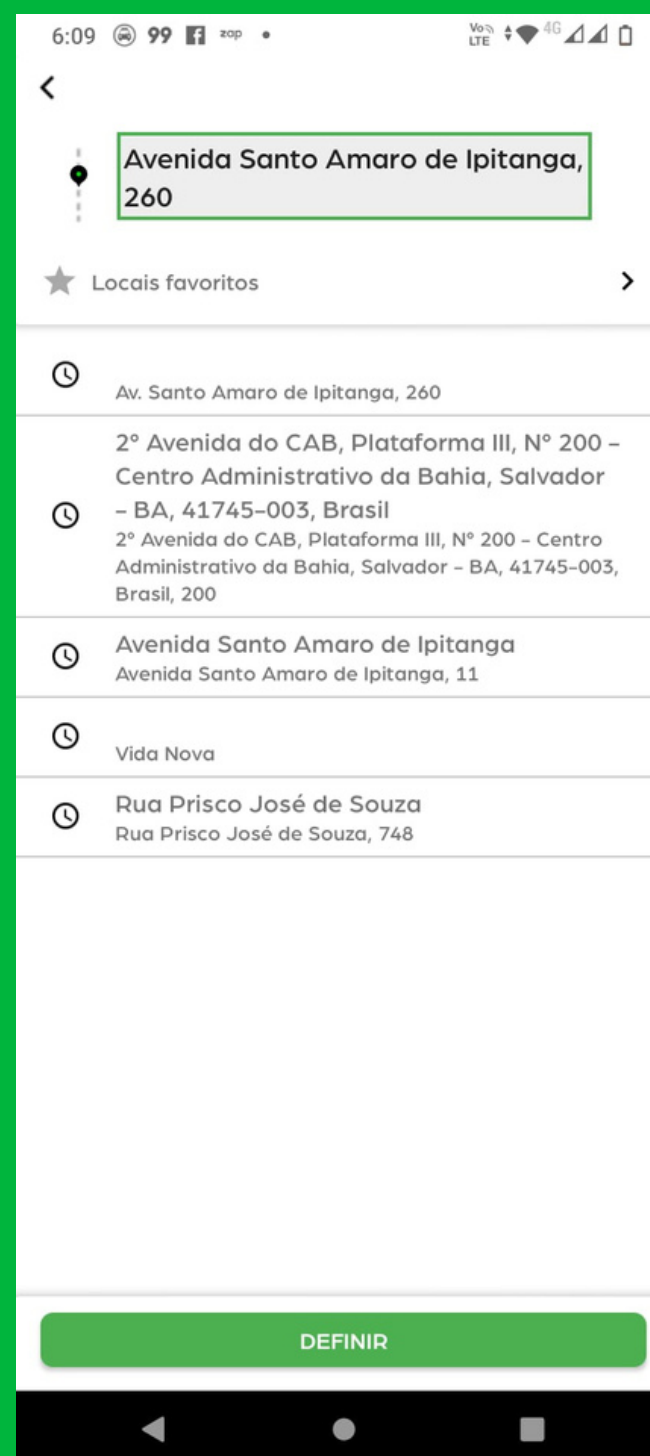 6:09 99 zap Vo LTE 4G
Avenida Santo Amaro de Ipitanga,
260
Locais favoritos
Av. Santo Amaro de Ipitanga, 260
2° Avenida do CAB, Plataforma III, N° 200 –
Centro Administrativo da Bahia, Salvador
– BA, 41745-003, Brasil
2° Avenida do CAB, Plataforma III, N° 200 – Centro
Administrativo da Bahia, Salvador – BA, 41745-003,
Brasil, 200
Avenida Santo Amaro de Ipitanga
Avenida Santo Amaro de Ipitanga, 11
Vida Nova
Rua Prisco José de Souza
Rua Prisco José de Souza, 748
DEFINIR